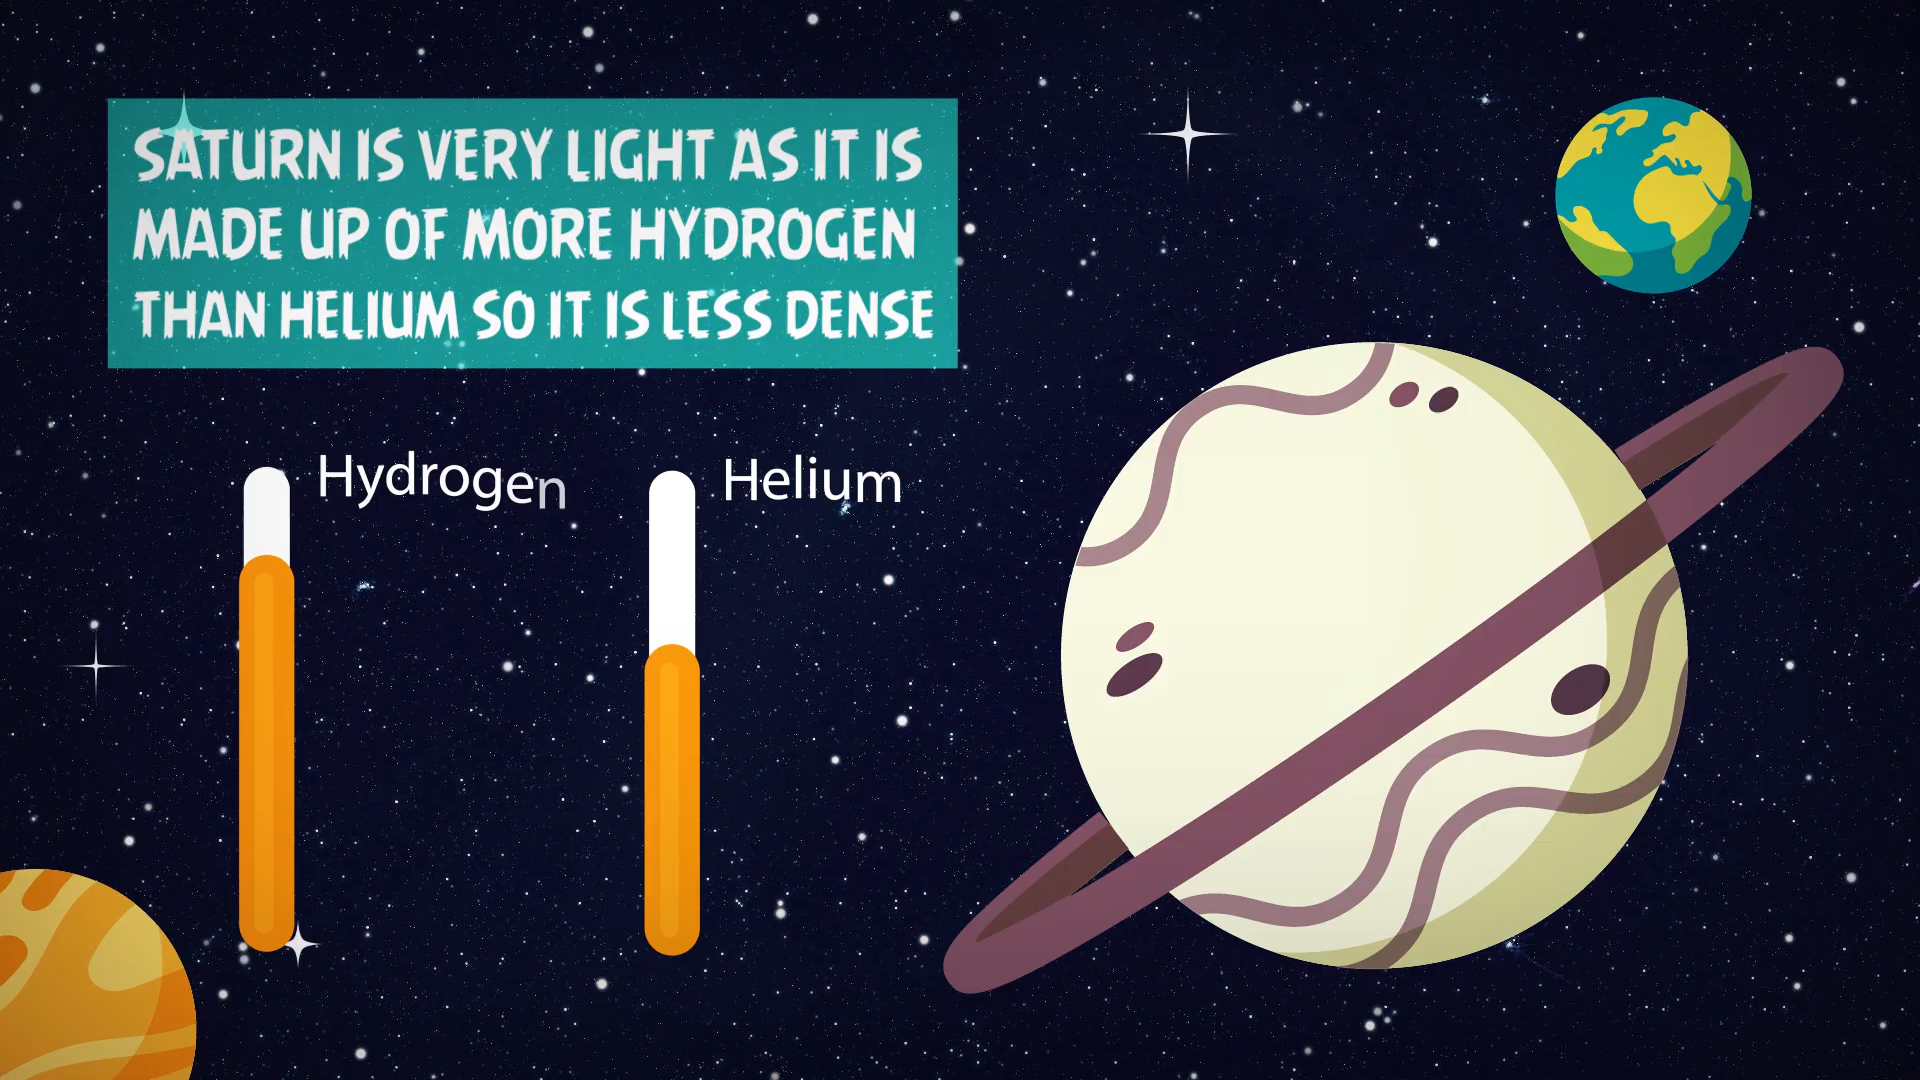 SATURN IS VERY LIGHT AS IT IS
MADE UP OF MORE HYDROGEN
THAN HELIUM SO IT IS LESS DENSE
Hydrogen
Helium